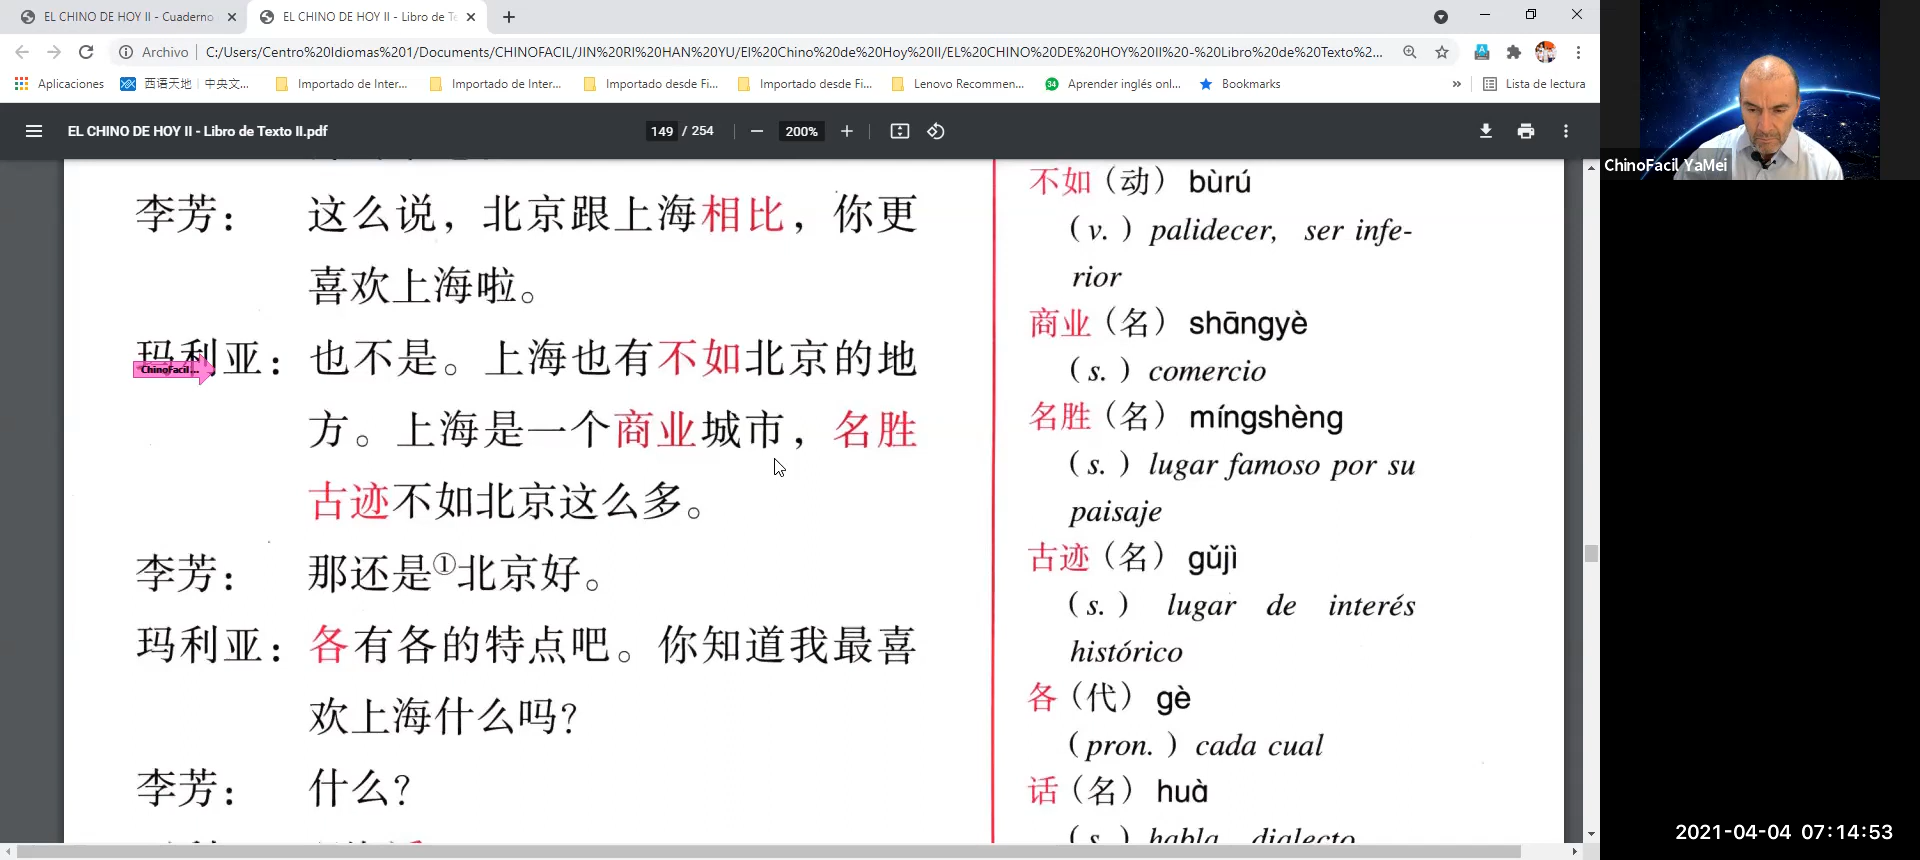 EL CHINO DE HOY II - Cuaderno
EL CHINO DE HOY II - Libro de Te
Archivo
C:/Users/Centro%20Idiomas%201/Documents/CHINOFACIL/JIN%20RI%20HAN%20YU/El%20Chino%20de%20Hoy%20II/EL%20CHINO%20DE%20HOY%20II%20-%20Libro%20de%20Texto%2...
Aplicaciones
西语天地 | 中央文...
Importado de Inter...
Importado de Inter...
Importado desde Fi...
Importado desde Fi...
Lenovo Recommen...
34
Aprender inglés onl...
Bookmarks
»
Lista de lectura
EL CHINO DE HOY II - Libro de Texto II.pdf
149 / 254
200%
李芳： 这么说，北京跟上海相比，你更
喜欢上海啦。
玛利亚：也不是。上海也有不如北京的地
ChinoFacil...
方。上海是一个商业城市，名胜
古迹不如北京这么多。
李芳： 那还是①北京好。
玛利亚：各有各的特点吧。你知道我最喜
欢上海什么吗？
李芳： 什么？
不如（动） bùrú
(v.) palidecer, ser infe-
rior
商业（名） shāngyè
(s.) comercio
名胜（名） míngshèng
(s.) lugar famoso por su
paisaje
古迹（名） gǔjì
(s.) lugar de interés
histórico
各（代） gè
(pron.) cada cual
话（名） huà
(s.) habla, dialecto
ChinoFacil YaMei
2021-04-04 07:14:53